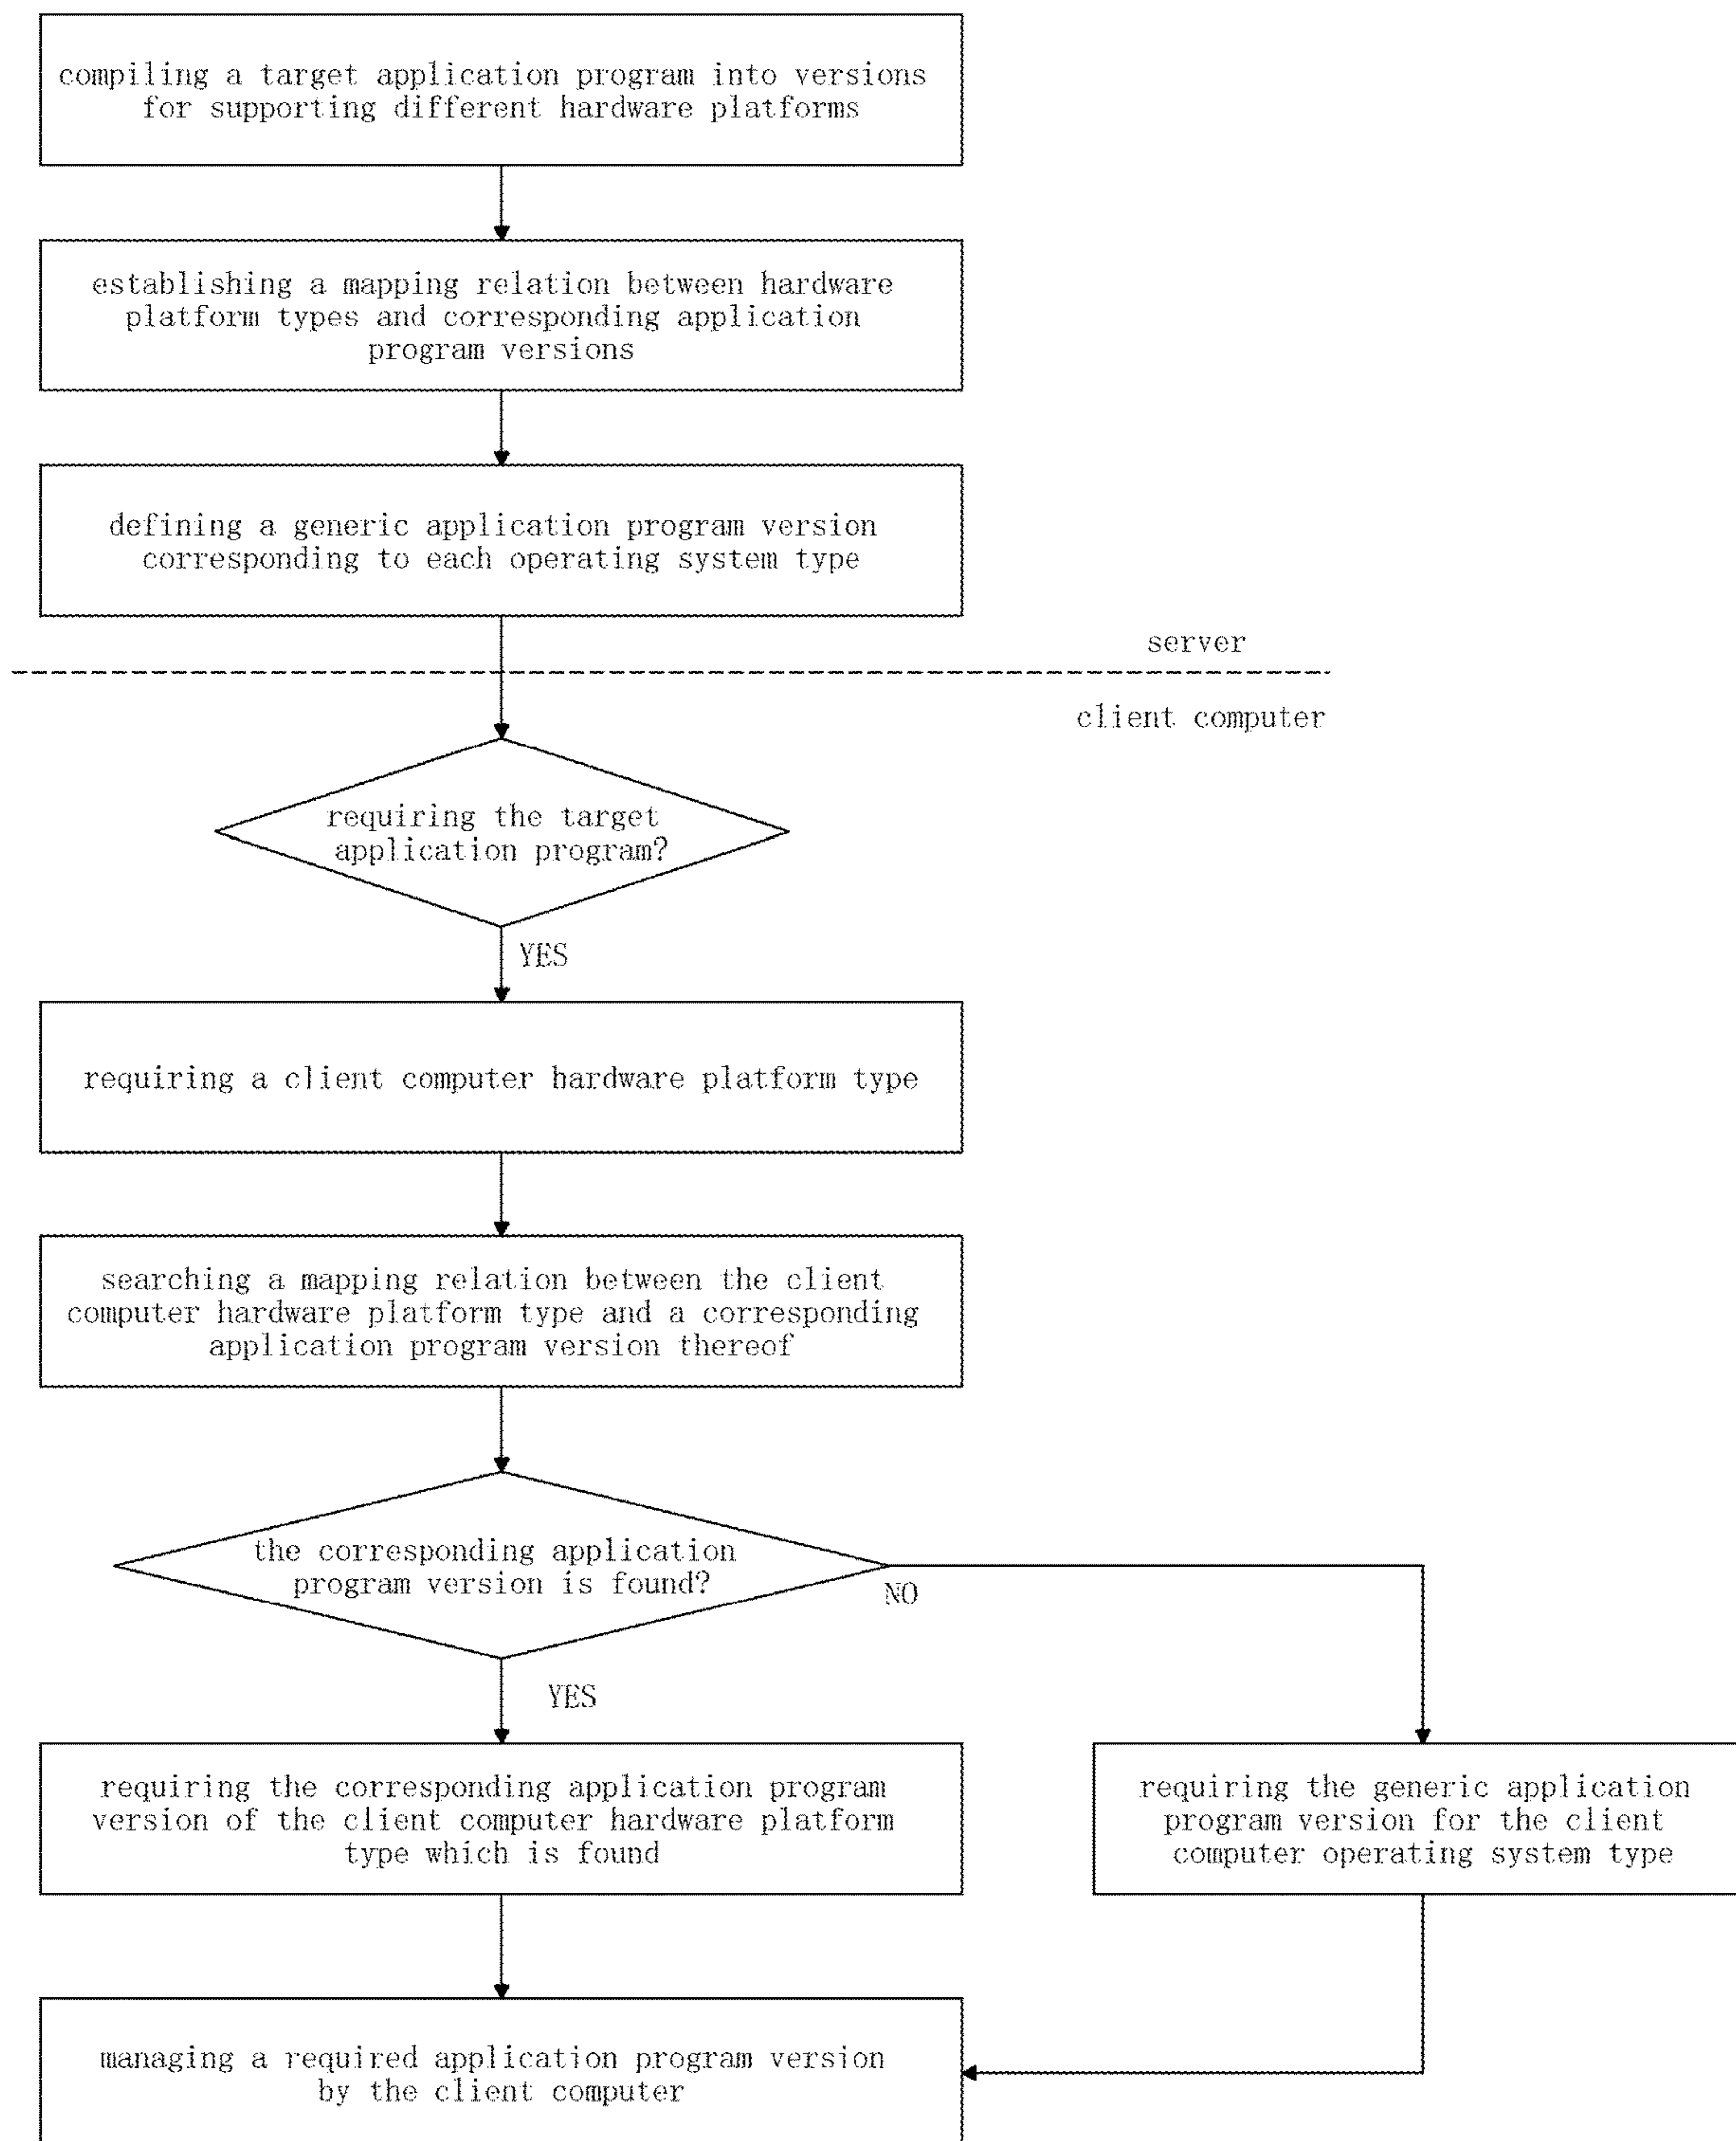 compiling a target application program into versions
for supporting different hardware platforms
establishing a mapping relation between hardware
platform types and corresponding application
program versions
defining a generic application program version
corresponding to each operating system type
server
client computer
requiring the target
application program?
YES
requiring a client computer hardware platform type
searching a mapping relation between the client
computer hardware platform type and a corresponding
application program version thereof
the corresponding application
program version is found?
NO
YES
requiring the corresponding application program
version of the client computer hardware platform
type which is found
requiring the generic application
program version for the client
computer operating system type
managing a required application program version
by the client computer